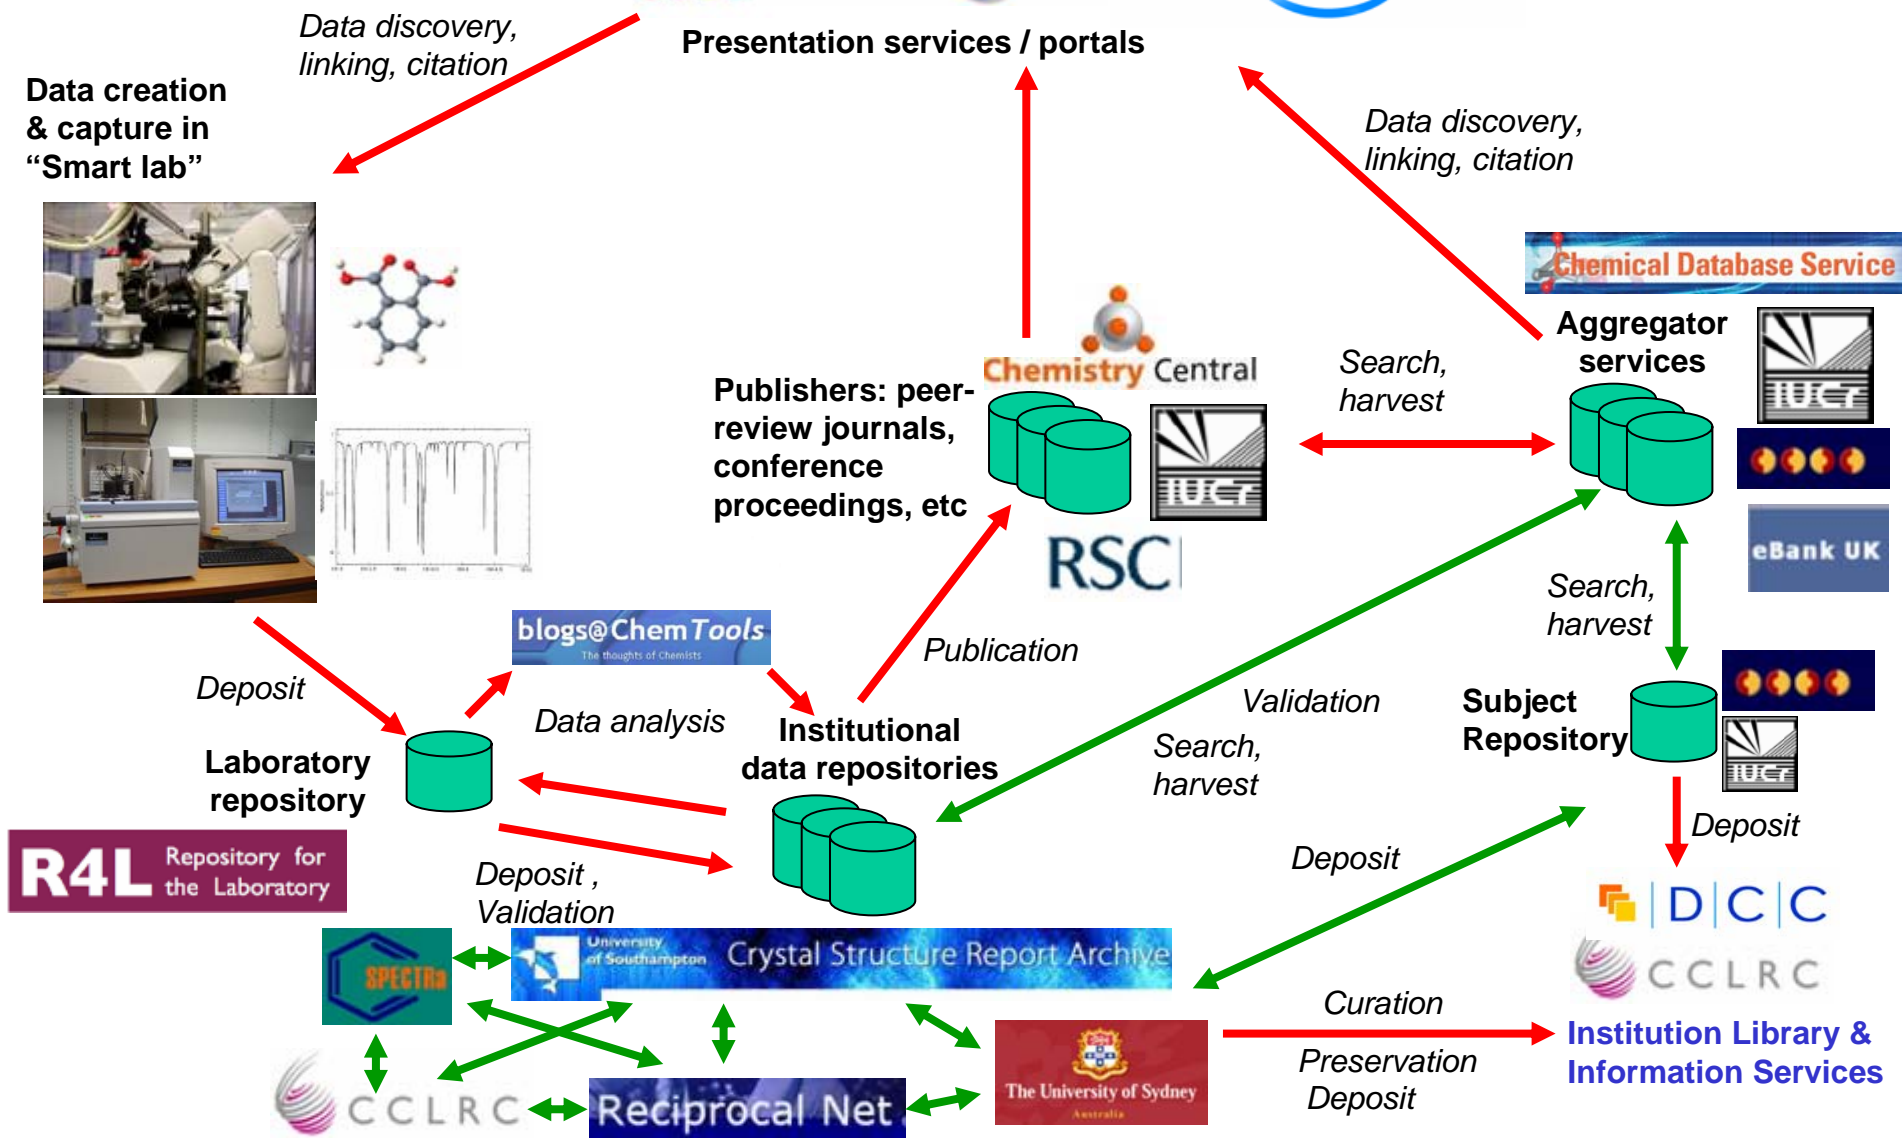 Data discovery,
linking, citation
Presentation services / portals
Data creation
& capture in
“Smart lab”
Data discovery,
linking, citation
Chemical Database Service
Aggregator
services
IUCr
Search,
harvest
Chemistry Central
Publishers: peer-
review journals,
conference
proceedings, etc
IUCr
RSC
eBank UK
Search,
harvest
blogs@ChemTools
The thoughts of Chemists
Publication
Deposit
Data analysis
Institutional
data repositories
Validation
Search,
harvest
Subject
Repository
IUCr
Laboratory
repository
R4L Repository for
the Laboratory
Deposit ,
Validation
Deposit
Deposit
D|C|C
CCLRC
SPECTRa
University
of Southampton
Crystal Structure Report Archive
Curation
Preservation
Deposit
Institution Library &
Information Services
The University of Sydney
Australia
CCLRC
Reciprocal Net